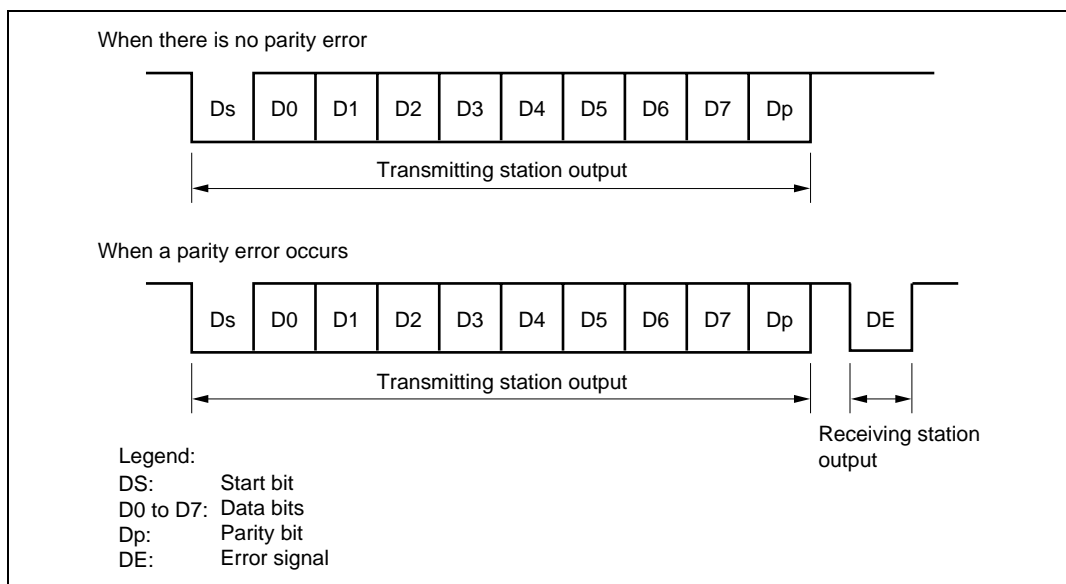 When there is no parity error
Ds D0 D1 D2 D3 D4 D5 D6 D7 Dp
Transmitting station output
When a parity error occurs
Ds D0 D1 D2 D3 D4 D5 D6 D7 Dp DE
Transmitting station output
Receiving station
output
Legend:
DS: Start bit
D0 to D7: Data bits
Dp: Parity bit
DE: Error signal